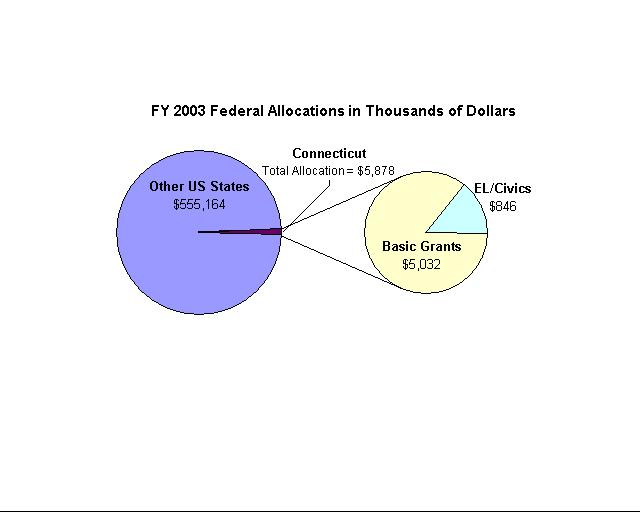 FY 2003 Federal Allocations in Thousands of Dollars
Connecticut
Total Allocation = $5,878
Other US States
$555,164
EL/Civics
$846
Basic Grants
$5,032